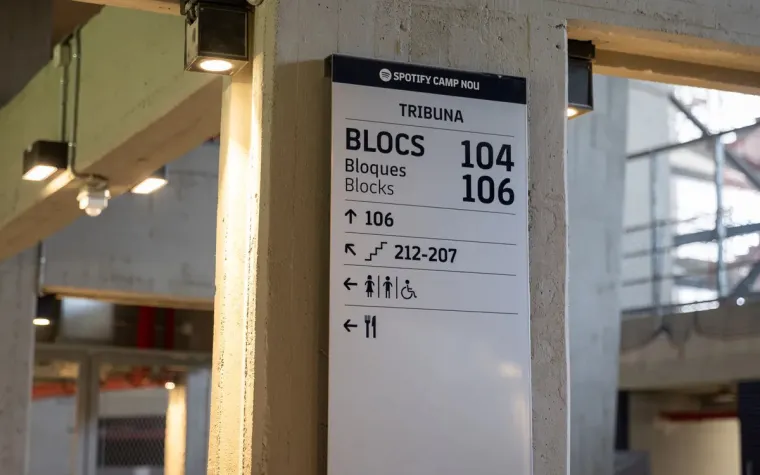 SPOTIFY CAMP NOU
TRIBUNA
BLOCS 104
Bloques 106
Blocks
↑ 106
↖ 212-207
←
←